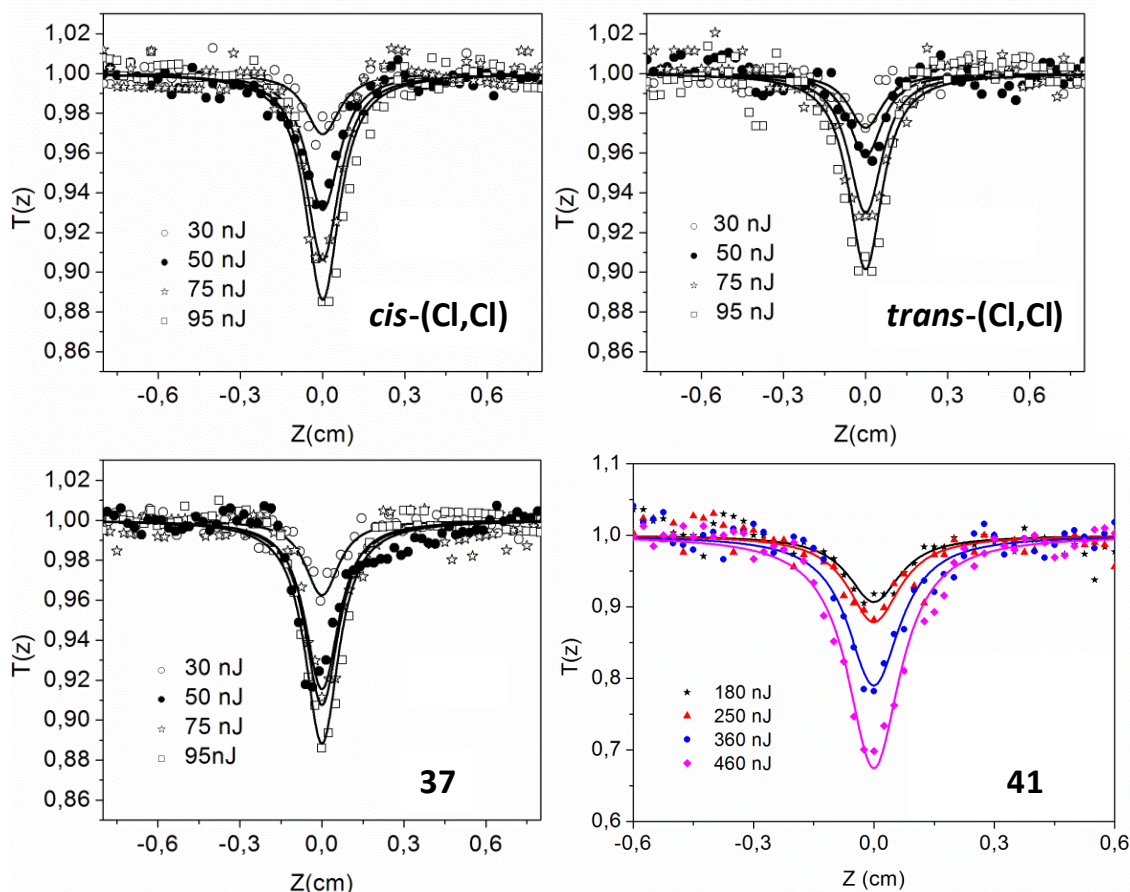 1,02
1,00
0,98
0,96
0,94
0,92
0,90
0,88
0,86
T(z)
30 nJ
50 nJ
75 nJ
95 nJ
cis-(Cl,Cl)
-0,6
-0,3
0,0
0,3
0,6
Z(cm)
1,02
1,00
0,98
0,96
0,94
0,92
0,90
0,88
0,86
T(z)
30 nJ
50 nJ
75 nJ
95 nJ
trans-(Cl,Cl)
-0,6
-0,3
0,0
0,3
0,6
Z(cm)
1,02
1,00
0,98
0,96
0,94
0,92
0,90
0,88
0,86
T(z)
30 nJ
50 nJ
75 nJ
95nJ
37
-0,6
-0,3
0,0
0,3
0,6
Z(cm)
1,1
1,0
0,9
0,8
0,7
0,6
T(z)
180 nJ
250 nJ
360 nJ
460 nJ
41
-0,6
-0,3
0,0
0,3
0,6
Z (cm)